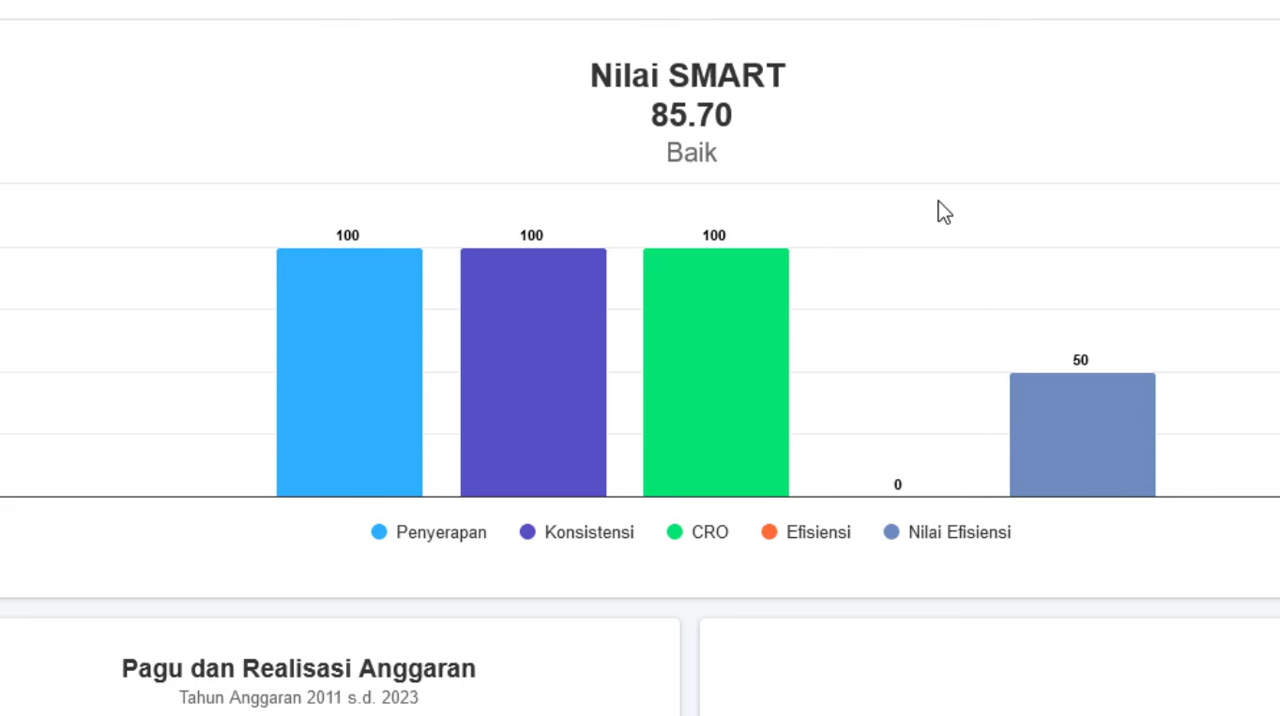 Nilai SMART
85.70
Baik
100 100 100 0 50
Penyerapan Konsistensi CRO Efisiensi Nilai Efisiensi
Pagu dan Realisasi Anggaran
Tahun Anggaran 2011 s.d. 2023